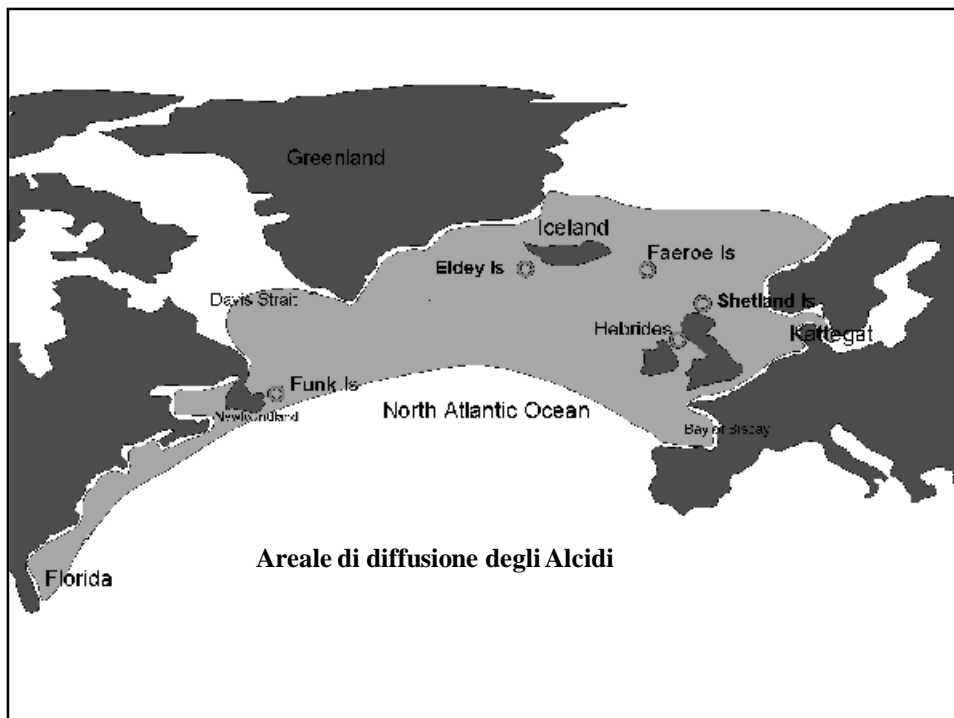 Greenland
Iceland
Faeroe Is
Eldey Is
Davis Strait
Shetland Is
Hebrides
Kattegat
Funk Is
North Atlantic Ocean
Newfoundland
Bay of Biscay
Areale di diffusione degli Alcidi
Florida